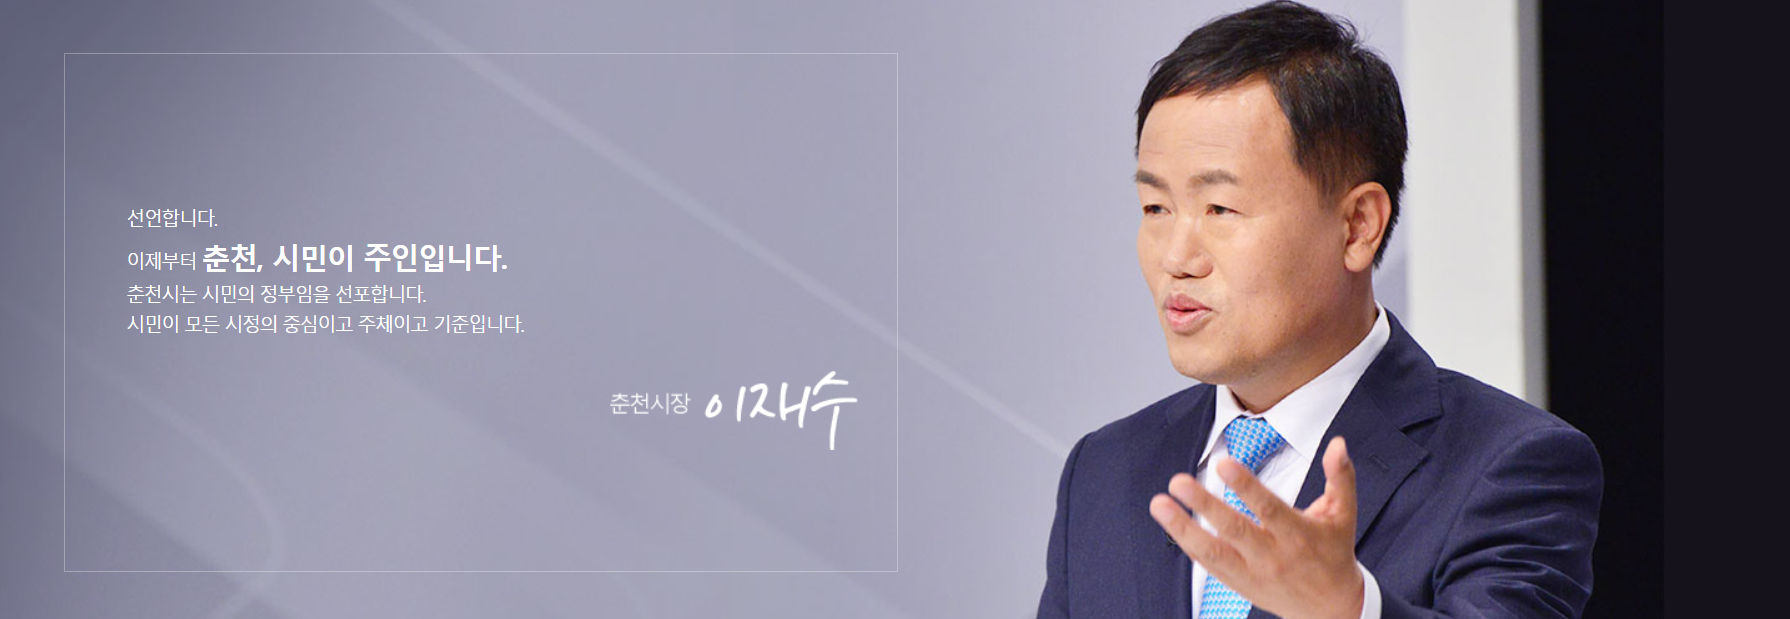 선언합니다.
이제부터 춘천, 시민이 주인입니다.
춘천시는 시민의 정부임을 선포합니다.
시민이 모든 시정의 중심이고 주체이고 기준입니다.
춘천시장 이재수